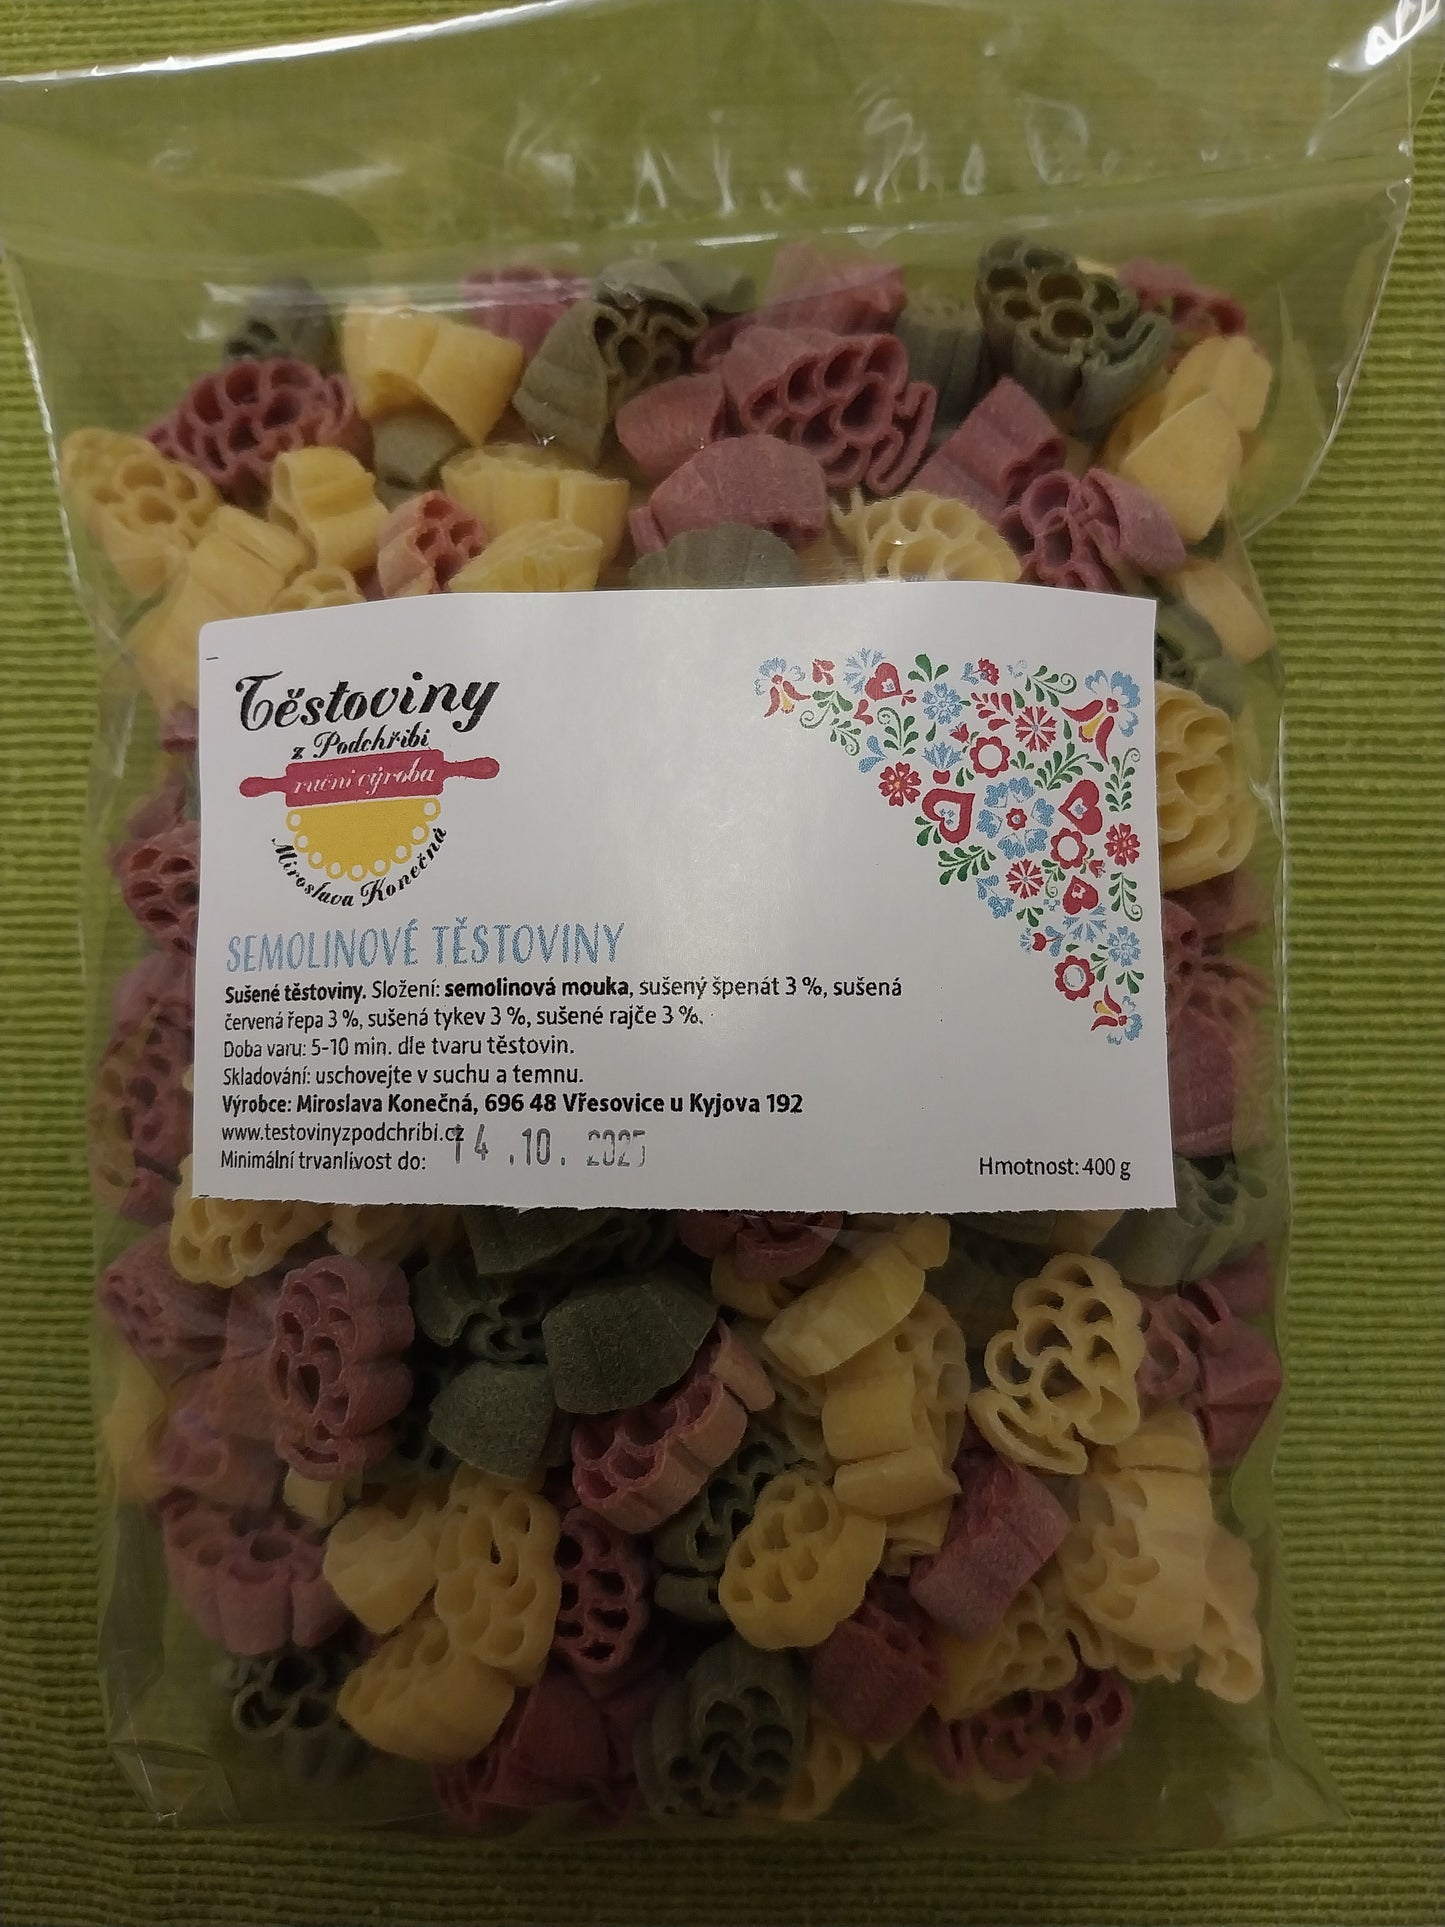 Těstoviny
z Podchřibí
ruční výroba
Miroslava Konečná
SEMOLINOVÉ TĚSTOVINY
Sušené těstoviny. Složení: semolinová mouka, sušený špenát 3 %, sušená
červená řepa 3 %, sušená tykev 3 %, sušené rajče 3 %.
Doba varu: 5-10 min. dle tvaru těstovin.
Skladování: uschovejte v suchu a temnu.
Výrobce: Miroslava Konečná, 696 48 Vřesovice u Kyjova 192
www.testovinyzpodchribi.cz
Minimální trvanlivost do: 14.10.2025
Hmotnost: 400 g